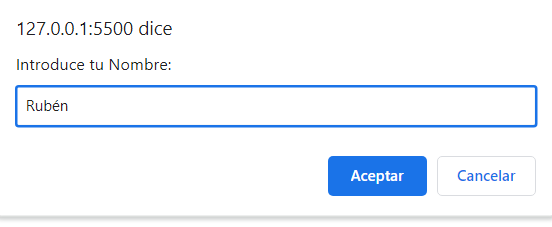 127.0.0.1:5500 dice
Introduce tu Nombre:
Rubén
Aceptar Cancelar